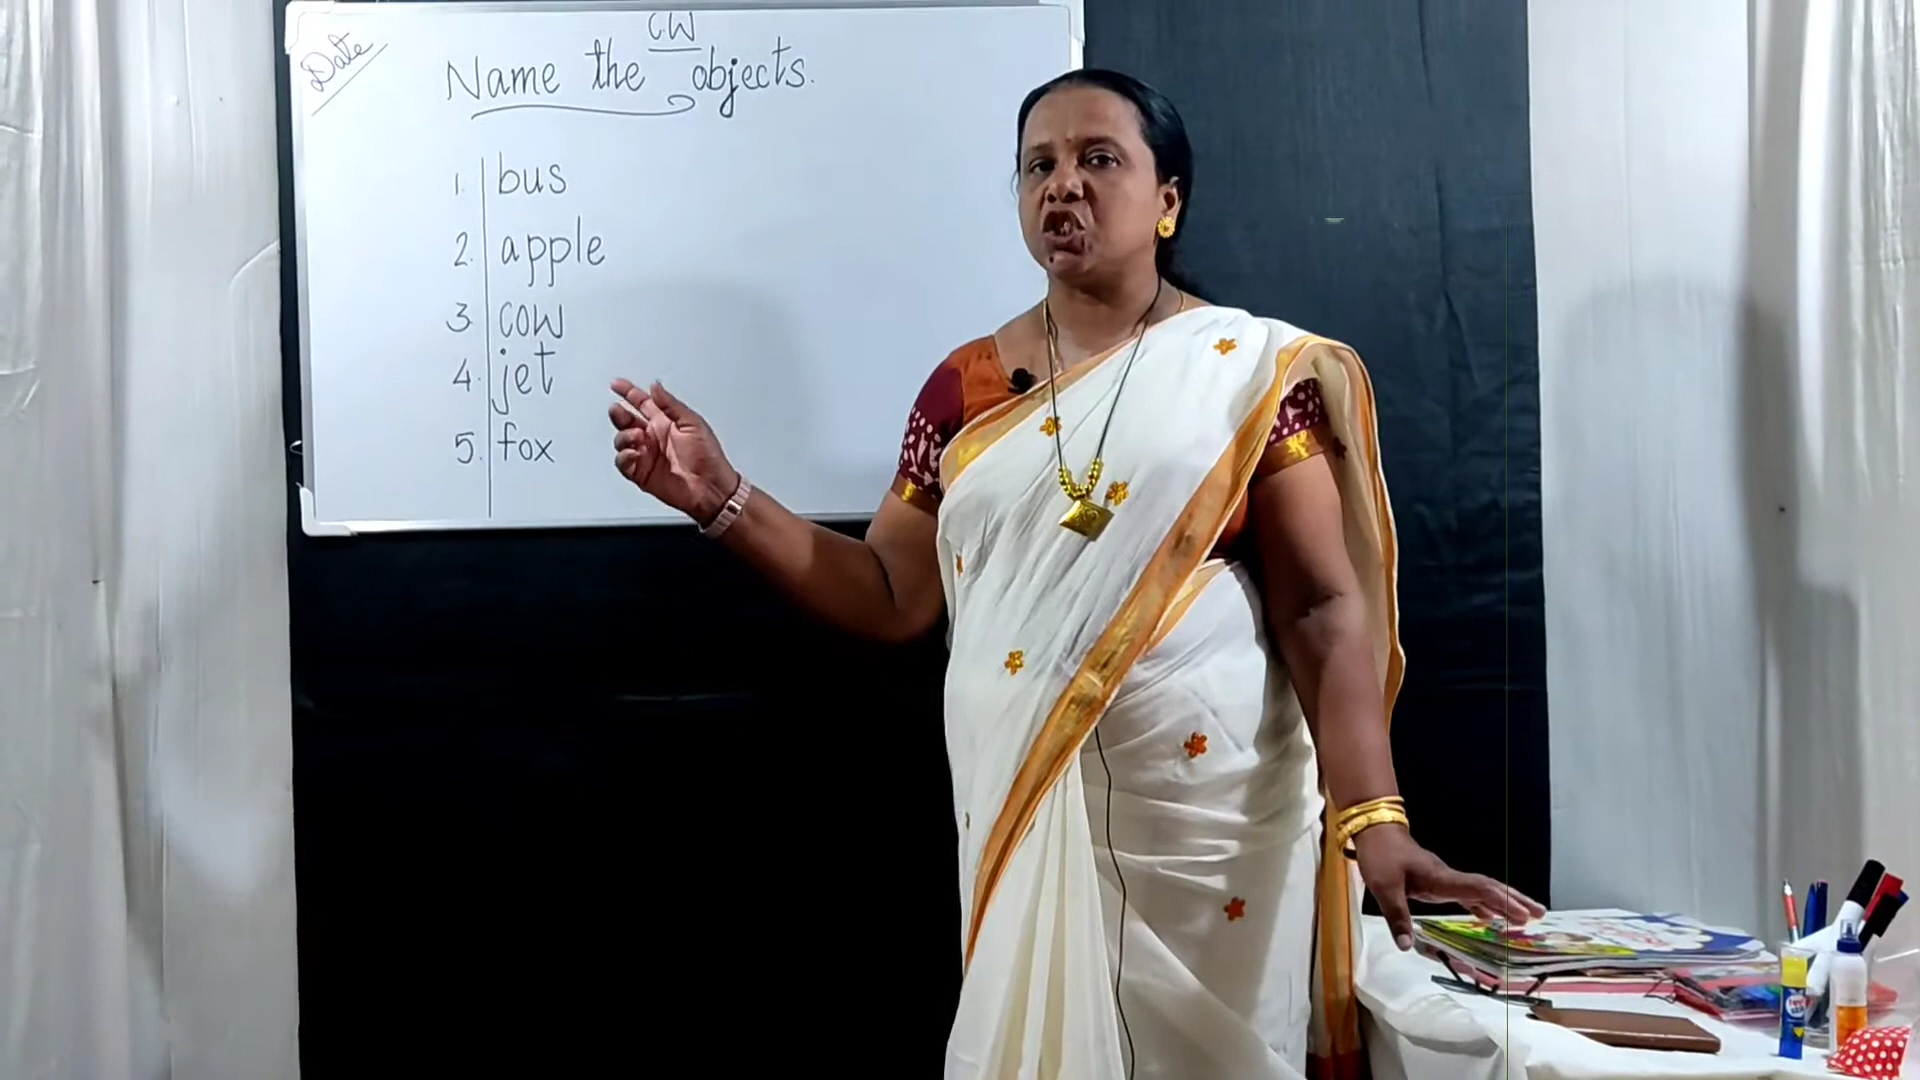 C.W
Date
Name the objects.
1. bus
2. apple
3. cow
4. jet
5. fox